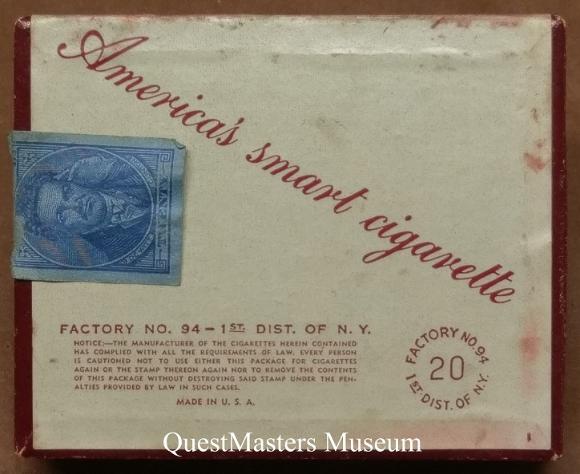 America's smart cigarette
TWENTY
FACTORY NO. 94 – 1ST. DIST. OF N. Y.
NOTICE:—THE MANUFACTURER OF THE CIGARETTES HEREIN CONTAINED
HAS COMPLIED WITH ALL THE REQUIREMENTS OF LAW. EVERY PERSON
IS CAUTIONED NOT TO USE EITHER THIS PACKAGE FOR CIGARETTES
AGAIN OR THE STAMP THEREON AGAIN NOR TO REMOVE THE CONTENTS
OF THIS PACKAGE WITHOUT DESTROYING SAID STAMP UNDER THE PEN-
ALTIES PROVIDED BY LAW IN SUCH CASES.
MADE IN U. S. A.
FACTORY NO. 94
20
1ST. DIST. OF N.Y.
QuestMasters Museum